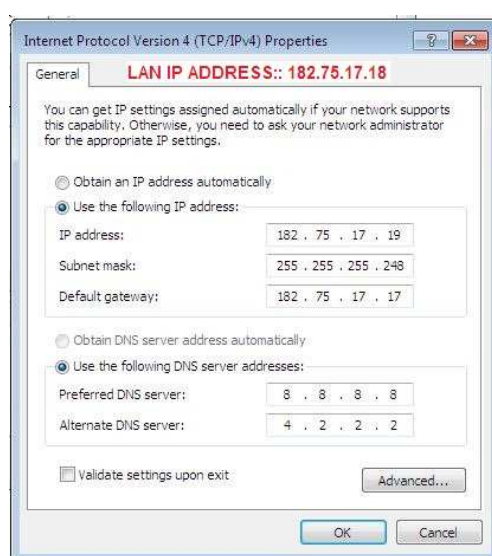 Internet Protocol Version 4 (TCP/IPv4) Properties
General
LAN IP ADDRESS:: 182.75.17.18
You can get IP settings assigned automatically if your network supports
this capability. Otherwise, you need to ask your network administrator
for the appropriate IP settings.
Obtain an IP address automatically
Use the following IP address:
IP address: 182 . 75 . 17 . 19
Subnet mask: 255 . 255 . 255 . 248
Default gateway: 182 . 75 . 17 . 17
Obtain DNS server address automatically
Use the following DNS server addresses:
Preferred DNS server: 8 . 8 . 8 . 8
Alternate DNS server: 4 . 2 . 2 . 2
Validate settings upon exit
Advanced...
OK Cancel